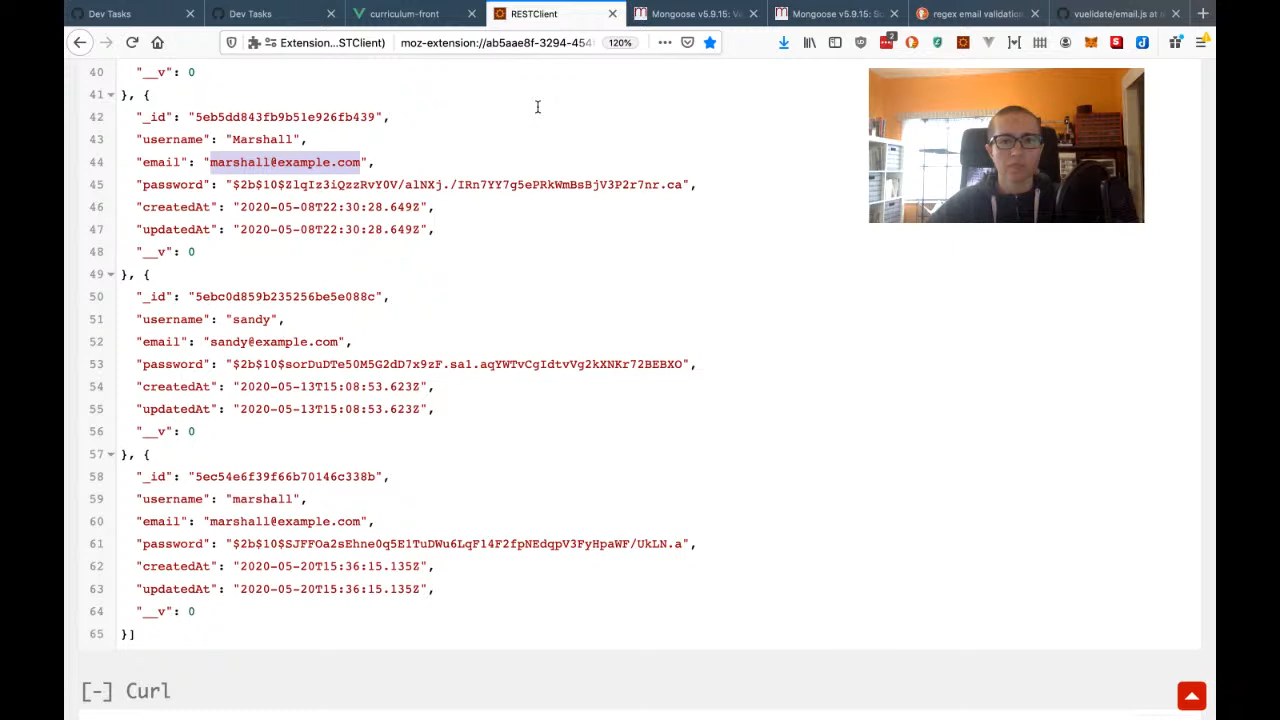 Dev Tasks
Dev Tasks
curriculum-front
RESTClient
Mongoose v5.9.15: Ve
Mongoose v5.9.15: Sc
regex email validation
vuelidate/email.js at
Extension...STClient)
moz-extension://ab5aae8f-3294-454
120%
2
40 "__v": 0
41 }, {
42 "_id": "5eb5dd843fb9b51e926fb439",
43 "username": "Marshall",
44 "email": "marshall@example.com",
45 "password": "$2b$10$ZlqIz3iQzzRvY0V/alNXj./IRn7YY7g5ePRkWmBsBjV3P2r7nr.ca",
46 "createdAt": "2020-05-08T22:30:28.649Z",
47 "updatedAt": "2020-05-08T22:30:28.649Z",
48 "__v": 0
49 }, {
50 "_id": "5ebc0d859b235256be5e088c",
51 "username": "sandy",
52 "email": "sandy@example.com",
53 "password": "$2b$10$sorDuDTe50M5G2dD7x9zF.sa1.aqYWTvCgIdtvVg2kXNKr72BEBXO",
54 "createdAt": "2020-05-13T15:08:53.623Z",
55 "updatedAt": "2020-05-13T15:08:53.623Z",
56 "__v": 0
57 }, {
58 "_id": "5ec54e6f39f66b70146c338b",
59 "username": "marshall",
60 "email": "marshall@example.com",
61 "password": "$2b$10$SJFFOa2sEhne0q5E1TuDWu6LqF14F2fpNEdqpV3FyHpaWF/UkLN.a",
62 "createdAt": "2020-05-20T15:36:15.135Z",
63 "updatedAt": "2020-05-20T15:36:15.135Z",
64 "__v": 0
65 }]
[-] Curl